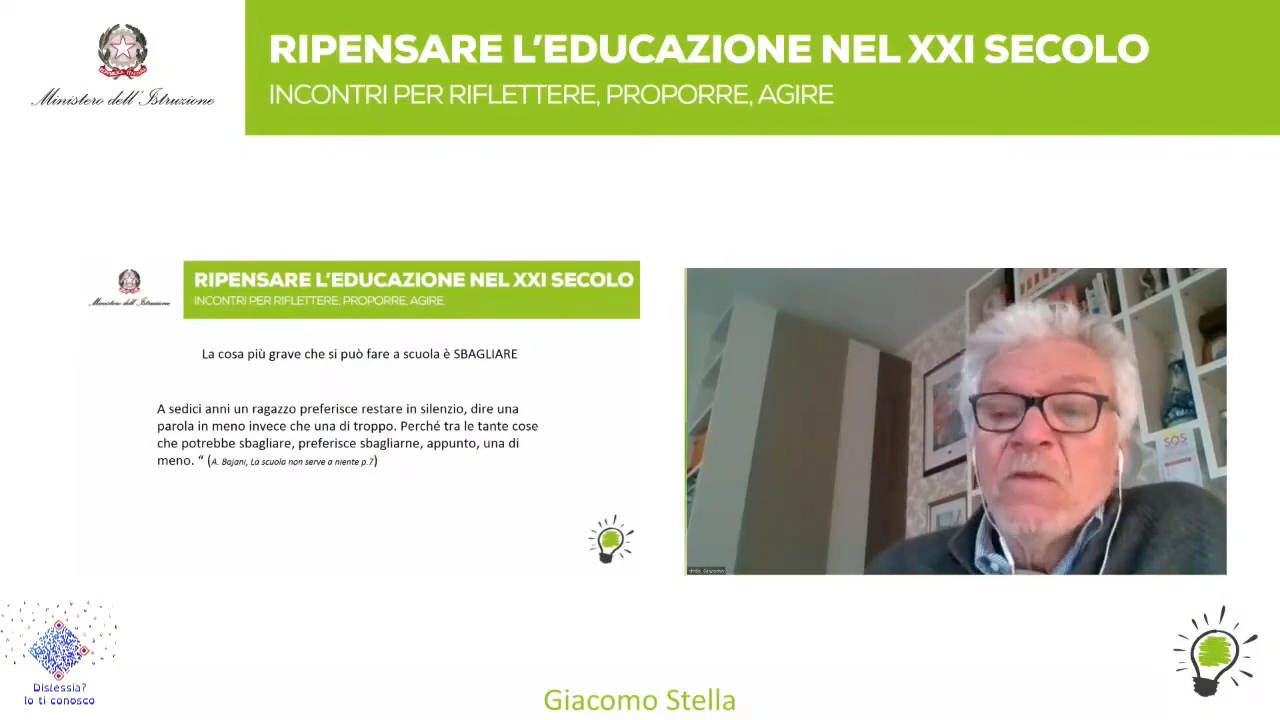 RIPENSARE L'EDUCAZIONE NEL XXI SECOLO
INCONTRI PER RIFLETTERE, PROPORRE, AGIRE
Ministero dell'Istruzione
RIPENSARE L'EDUCAZIONE NEL XXI SECOLO
INCONTRI PER RIFLETTERE, PROPORRE, AGIRE
Ministero dell'Istruzione
La cosa più grave che si può fare a scuola è SBAGLIARE
A sedici anni un ragazzo preferisce restare in silenzio, dire una
parola in meno invece che una di troppo. Perché tra le tante cose
che potrebbe sbagliare, preferisce sbagliarne, appunto, una di
meno. “ (A. Bajani, La scuola non serve a niente p.7)
SOS
Stella, Giacomo
Dislessia?
Io ti conosco
Giacomo Stella